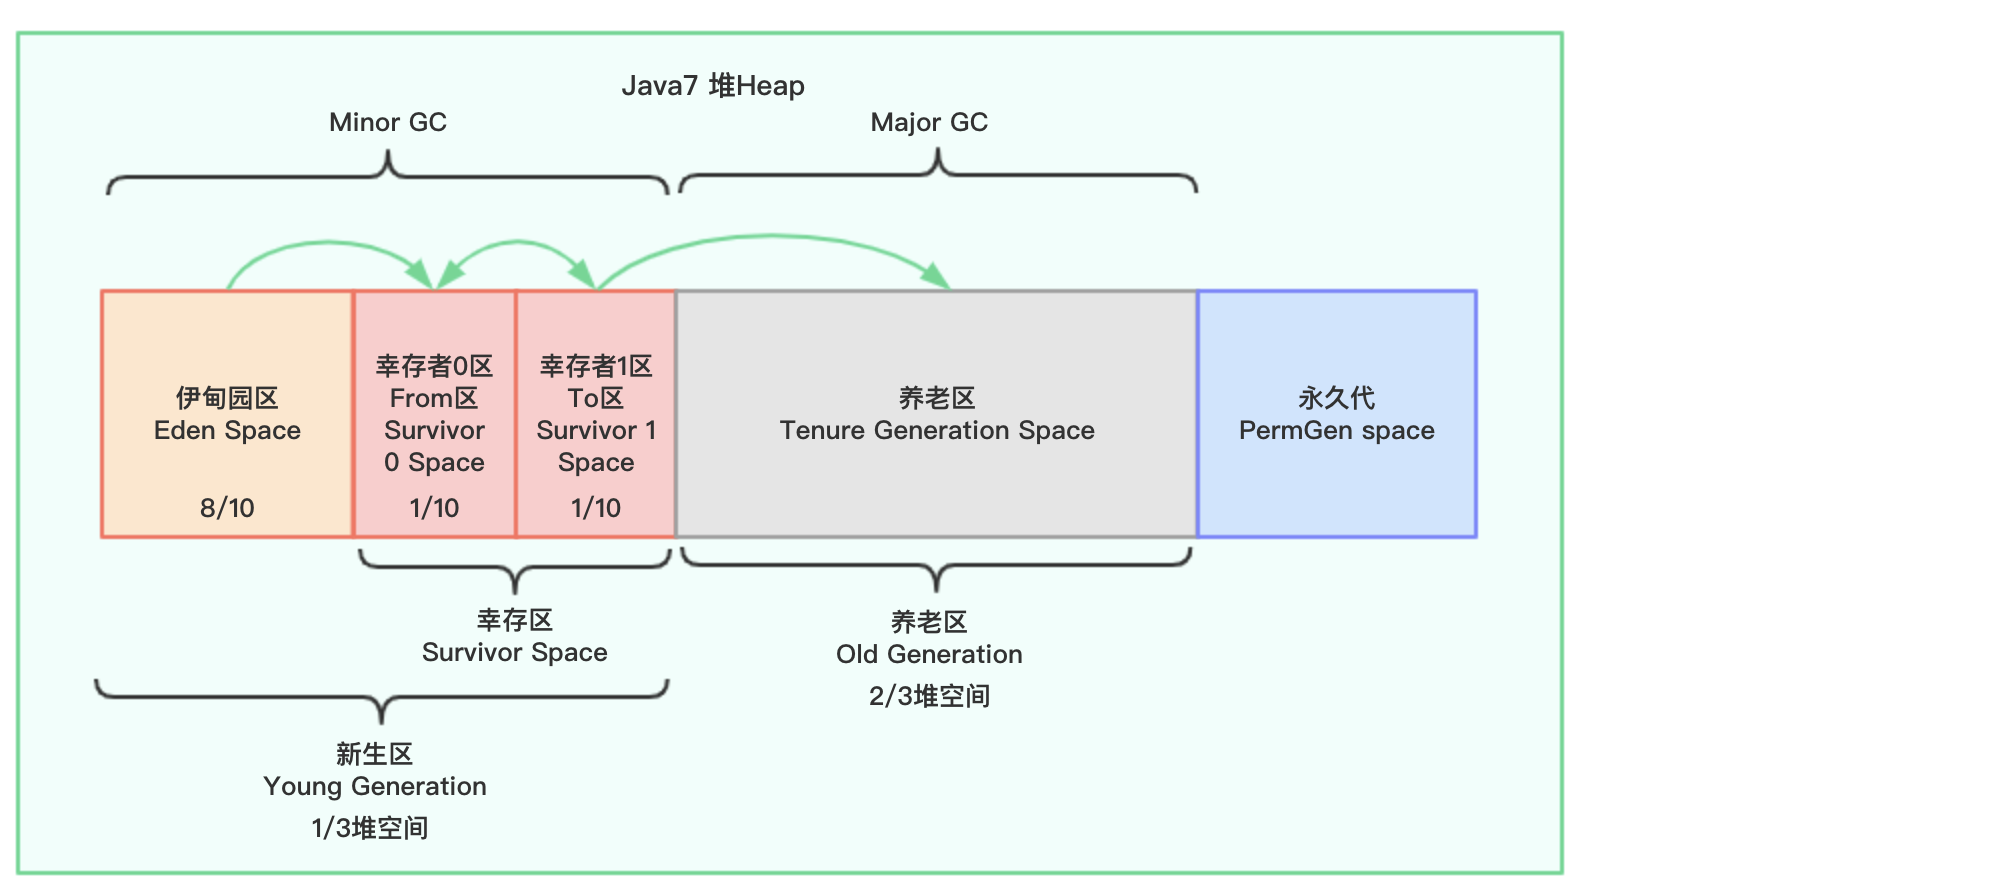 Java7 堆Heap
Minor GC
Major GC
伊甸园区
Eden Space
8/10
幸存者0区
From区
Survivor
0 Space
1/10
幸存者1区
To区
Survivor 1
Space
1/10
养老区
Tenure Generation Space
永久代
PermGen space
幸存区
Survivor Space
养老区
Old Generation
2/3堆空间
新生区
Young Generation
1/3堆空间